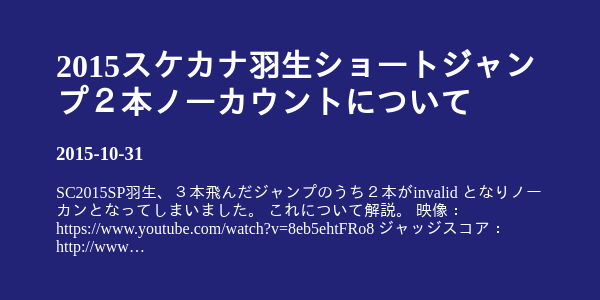 2015スケカナ羽生ショートジャン
プ２本ノーカウントについて
2015-10-31
SC2015SP羽生、３本飛んだジャンプのうち２本がinvalid となりノー
カンとなってしまいました。 これについて解説。 映像：
https://www.youtube.com/watch?v=8eb5ehtFRo8 ジャッジスコア：
http://www…